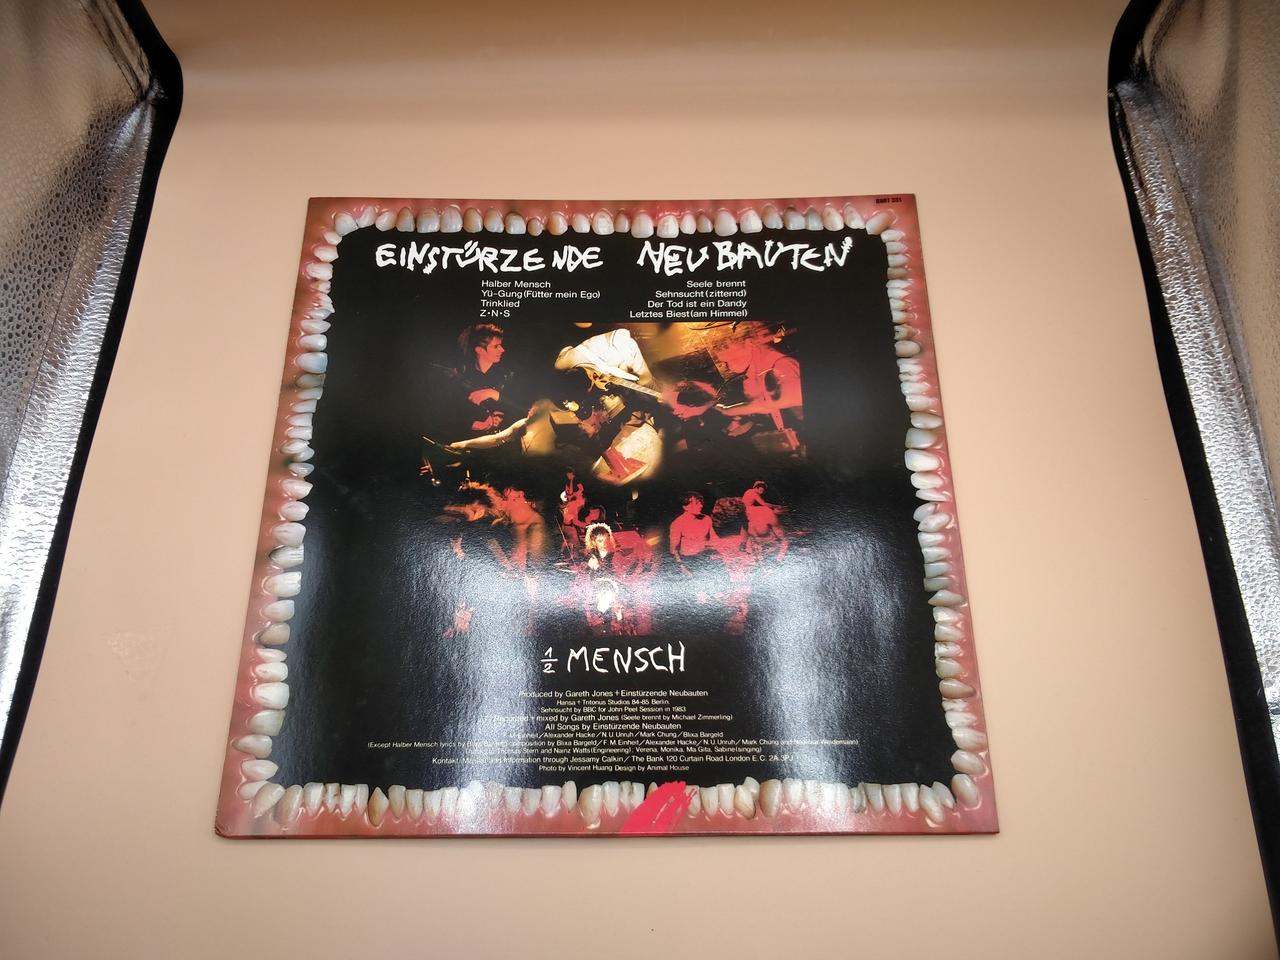 BART 331
EINSTÜRZENDE NEUBAUTEN
Halber Mensch
Yü-Gung (Fütter mein Ego)
Trinklied
Z•N•S
Seele brennt
Sehnsucht (zitternd)
Der Tod ist ein Dandy
Letztes Biest (am Himmel)
½ MENSCH
Produced by Gareth Jones + Einstürzende Neubauten
Hansa + Tritonus Studios 84-85 Berlin.
Sehnsucht by BBC for John Peel Session in 1983
Recorded + mixed by Gareth Jones (Seele brennt by Michael Zimmerling)
All Songs by Einstürzende Neubauten
F.M. Einheit / Alexander Hacke / N.U. Unruh / Mark Chung / Blixa Bargeld
(Except Halber Mensch lyrics by Blixa Bargeld, composition by Blixa Bargeld / F.M. Einheit / Alexander Hacke / N.U. Unruh / Mark Chung and Hedmut Weidemann)
Thomas Stern and Nainz Watts (Engineering), Verena, Monika, Ma Gita, Sabine (singing)
Kontakt, Material and Information through Jessamy Calkin / The Bank 120 Curtain Road London E.C. 2A 3PJ
Photo by Vincent Huang Design by Animal House